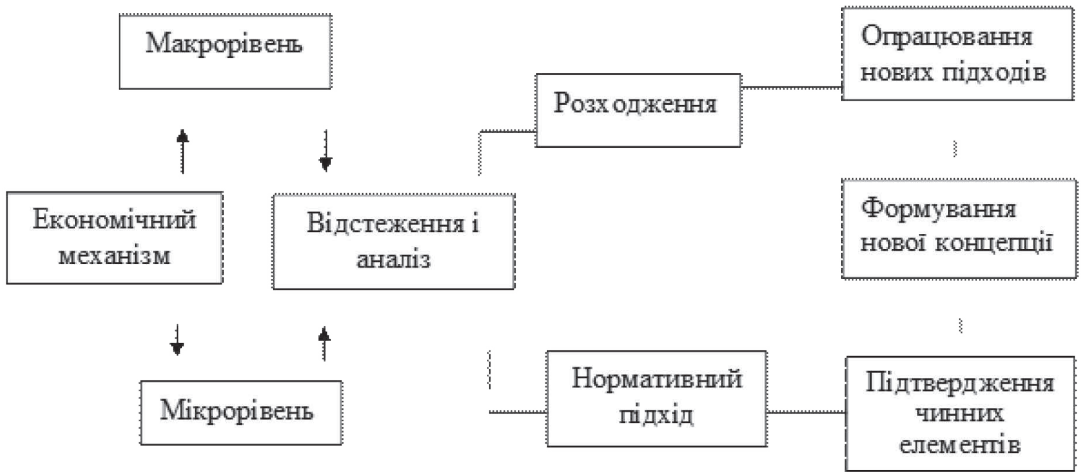 Макрорівень
Опрацювання
нових підходів
Розходження
Економічний
механізм
Відстеження і
аналіз
Формування
нової концепції
Мікрорівень
Нормативний
підхід
Підтвердження
чинних
елементів